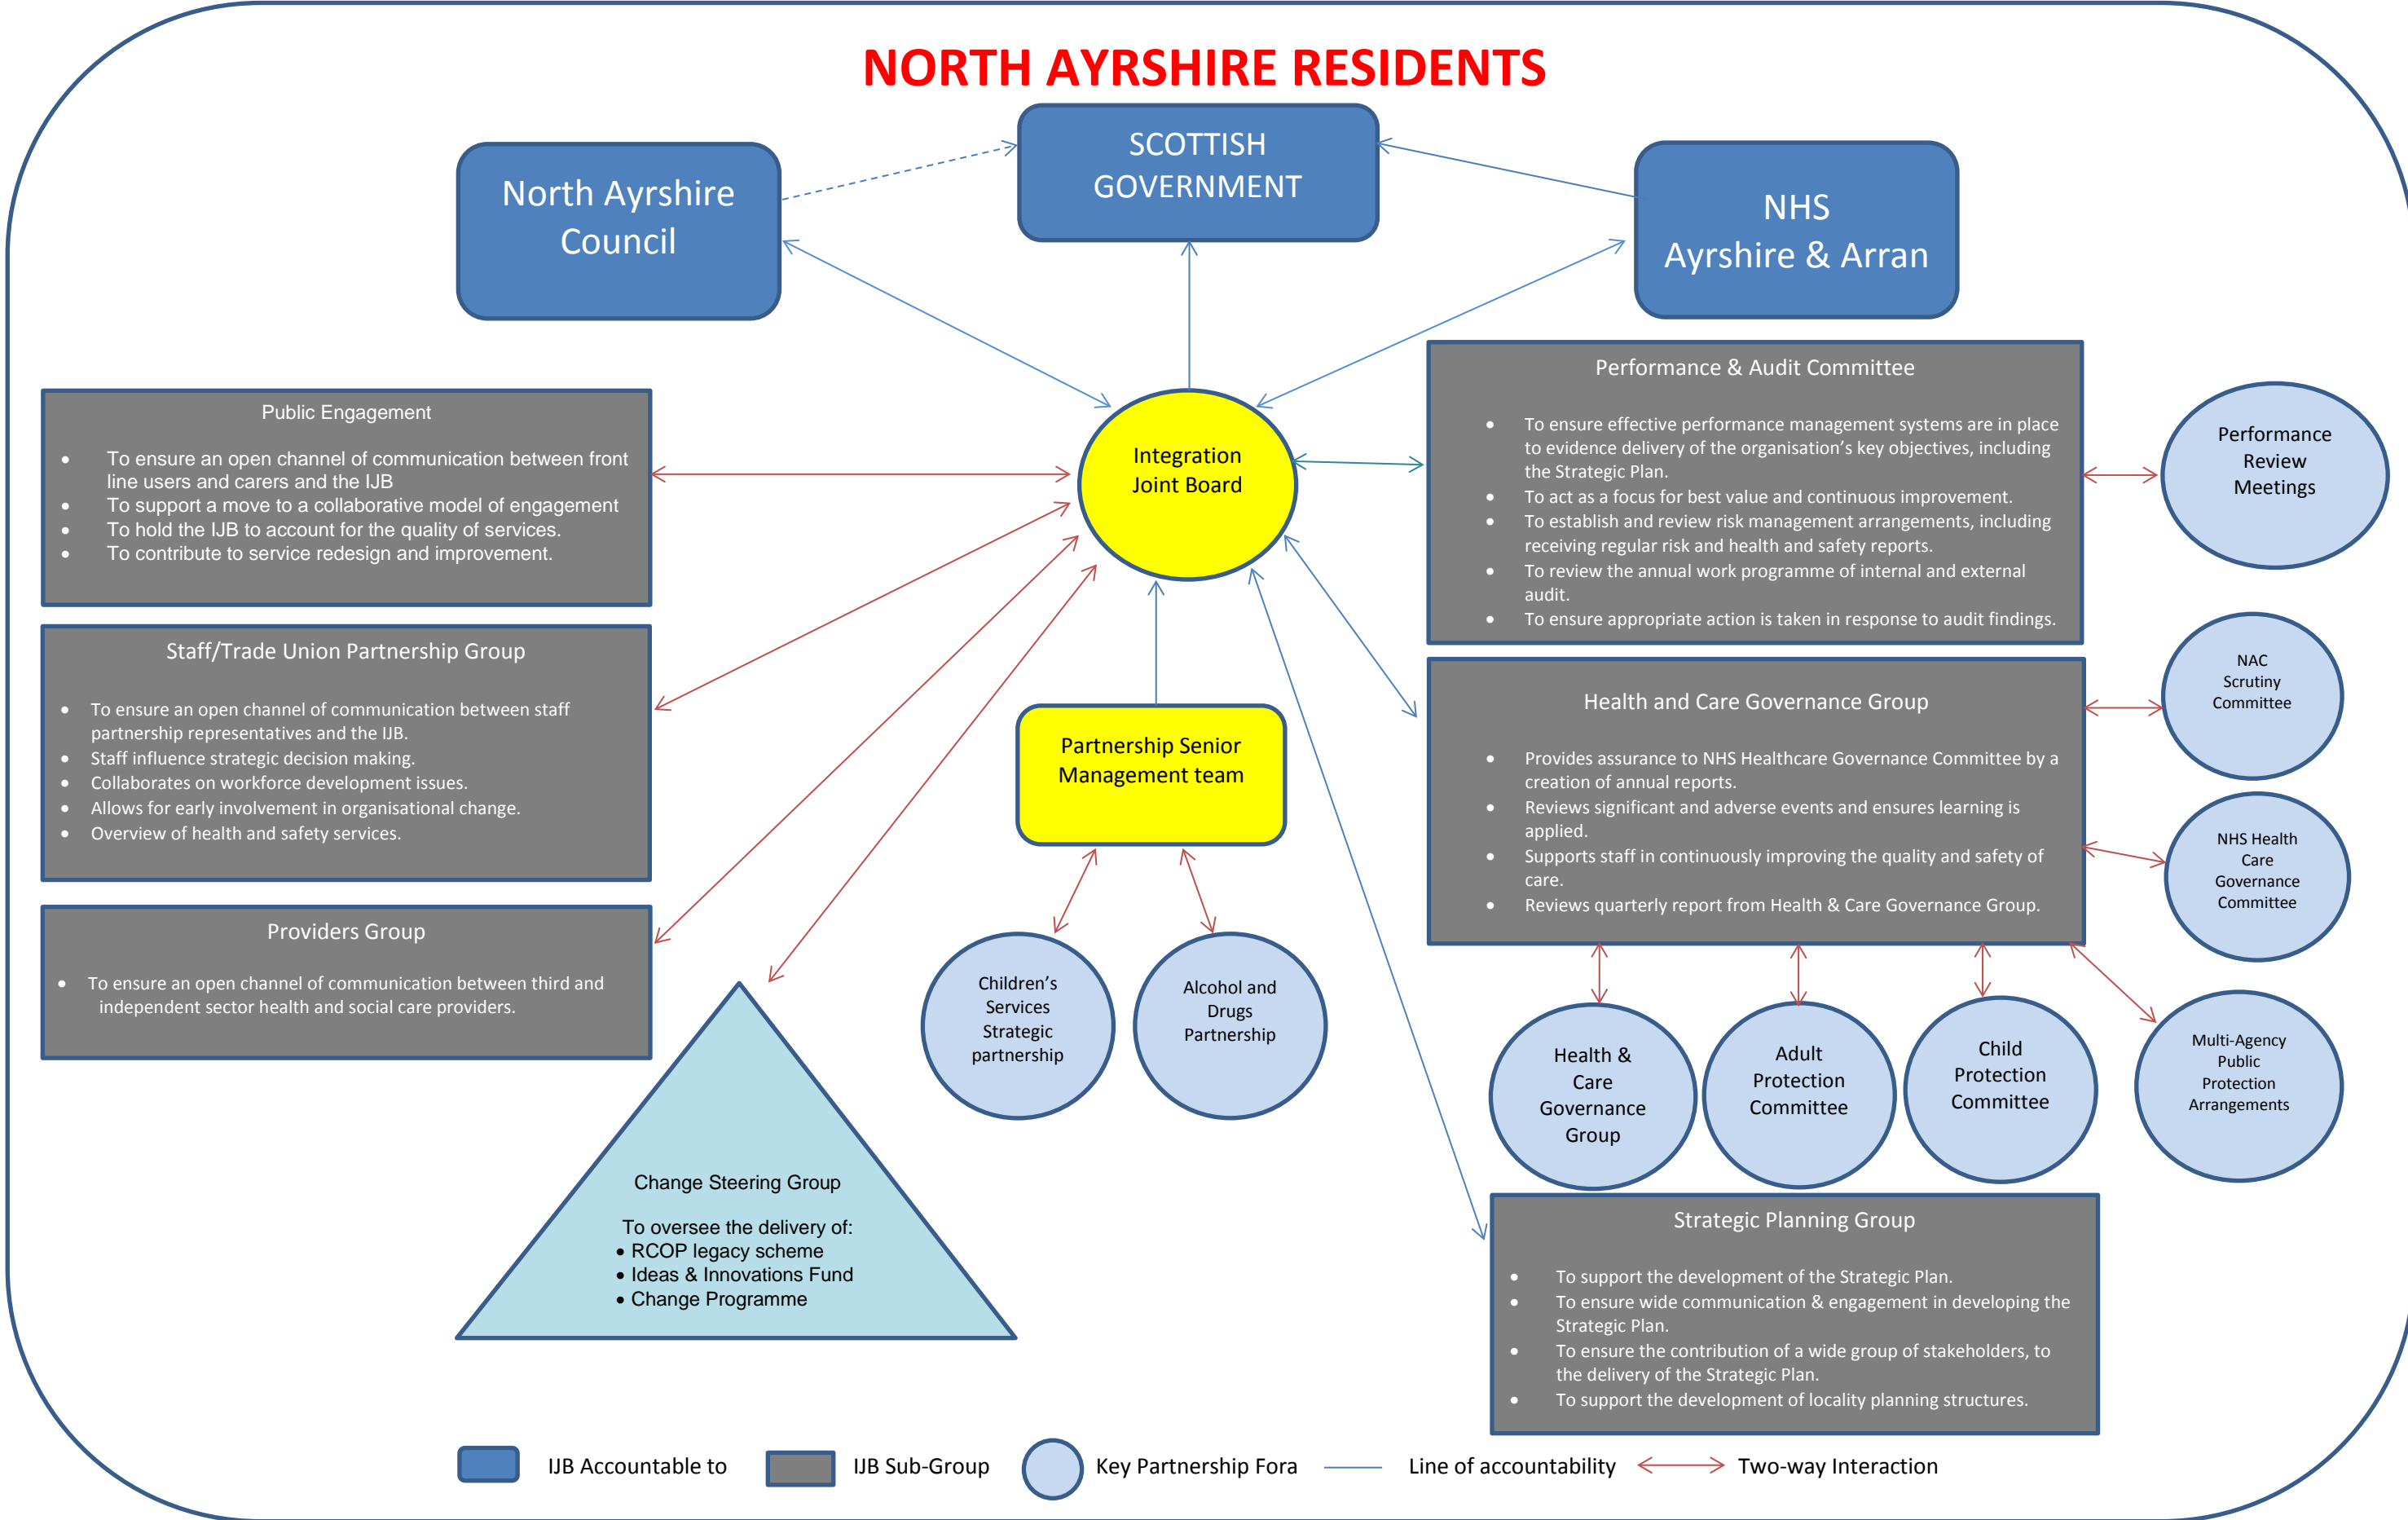 NORTH AYRSHIRE RESIDENTS
SCOTTISH
GOVERNMENT
North Ayrshire
Council
NHS
Ayrshire & Arran
Integration
Joint Board
Public Engagement
• To ensure an open channel of communication between front
line users and carers and the IJB
• To support a move to a collaborative model of engagement
• To hold the IJB to account for the quality of services.
• To contribute to service redesign and improvement.
Staff/Trade Union Partnership Group
• To ensure an open channel of communication between staff
partnership representatives and the IJB.
• Staff influence strategic decision making.
• Collaborates on workforce development issues.
• Allows for early involvement in organisational change.
• Overview of health and safety services.
Providers Group
• To ensure an open channel of communication between third and
independent sector health and social care providers.
Change Steering Group
To oversee the delivery of:
• RCOP legacy scheme
• Ideas & Innovations Fund
• Change Programme
Partnership Senior
Management team
Children's
Services
Strategic
partnership
Alcohol and
Drugs
Partnership
Performance & Audit Committee
• To ensure effective performance management systems are in place
to evidence delivery of the organisation's key objectives, including
the Strategic Plan.
• To act as a focus for best value and continuous improvement.
• To establish and review risk management arrangements, including
receiving regular risk and health and safety reports.
• To review the annual work programme of internal and external
audit.
• To ensure appropriate action is taken in response to audit findings.
Performance
Review
Meetings
Health and Care Governance Group
• Provides assurance to NHS Healthcare Governance Committee by a
creation of annual reports.
• Reviews significant and adverse events and ensures learning is
applied.
• Supports staff in continuously improving the quality and safety of
care.
• Reviews quarterly report from Health & Care Governance Group.
NAC
Scrutiny
Committee
NHS Health
Care
Governance
Committee
Health &
Care
Governance
Group
Adult
Protection
Committee
Child
Protection
Committee
Multi-Agency
Public
Protection
Arrangements
Strategic Planning Group
• To support the development of the Strategic Plan.
• To ensure wide communication & engagement in developing the
Strategic Plan.
• To ensure the contribution of a wide group of stakeholders, to
the delivery of the Strategic Plan.
• To support the development of locality planning structures.
IJB Accountable to
IJB Sub-Group
Key Partnership Fora
Line of accountability
Two-way Interaction